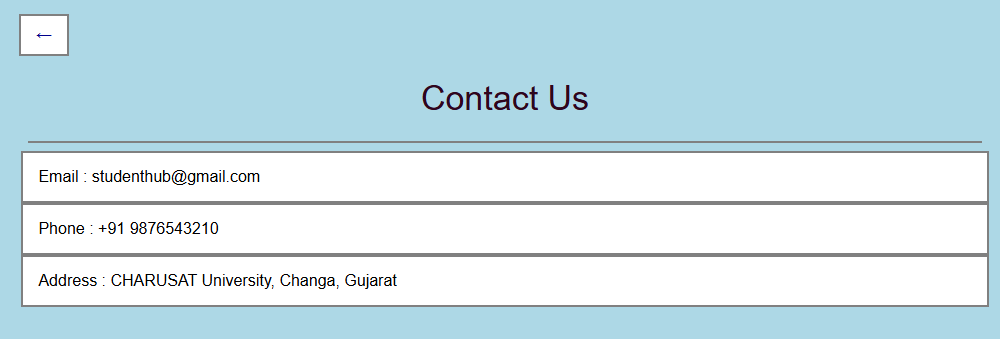 ←
Contact Us
Email : studenthub@gmail.com
Phone : +91 9876543210
Address : CHARUSAT University, Changa, Gujarat